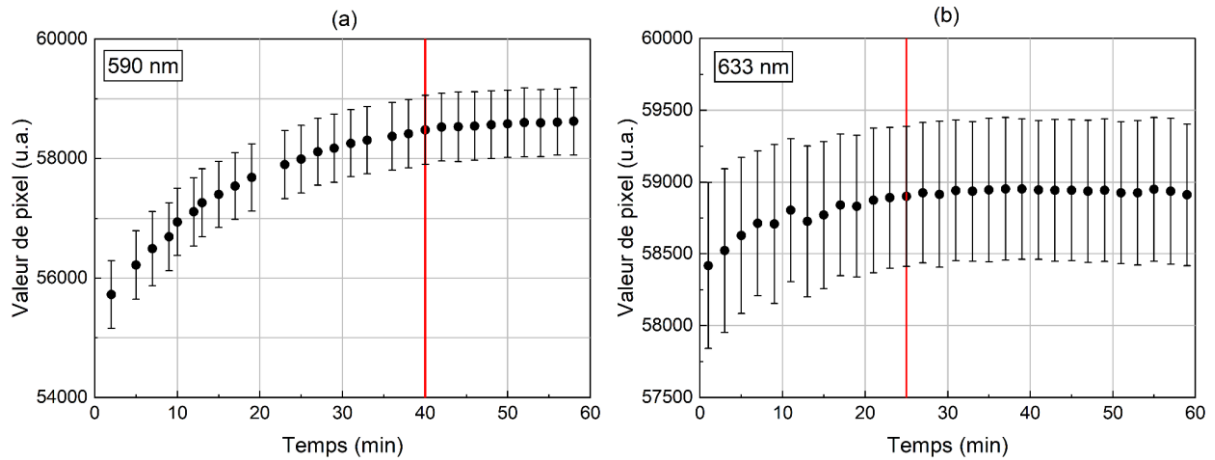 (a)
590 nm
60000
58000
56000
54000
Valeur de pixel (u.a.)
0 10 20 30 40 50 60
Temps (min)
(b)
633 nm
60000
59500
59000
58500
58000
57500
Valeur de pixel (u.a.)
0 10 20 30 40 50 60
Temps (min)